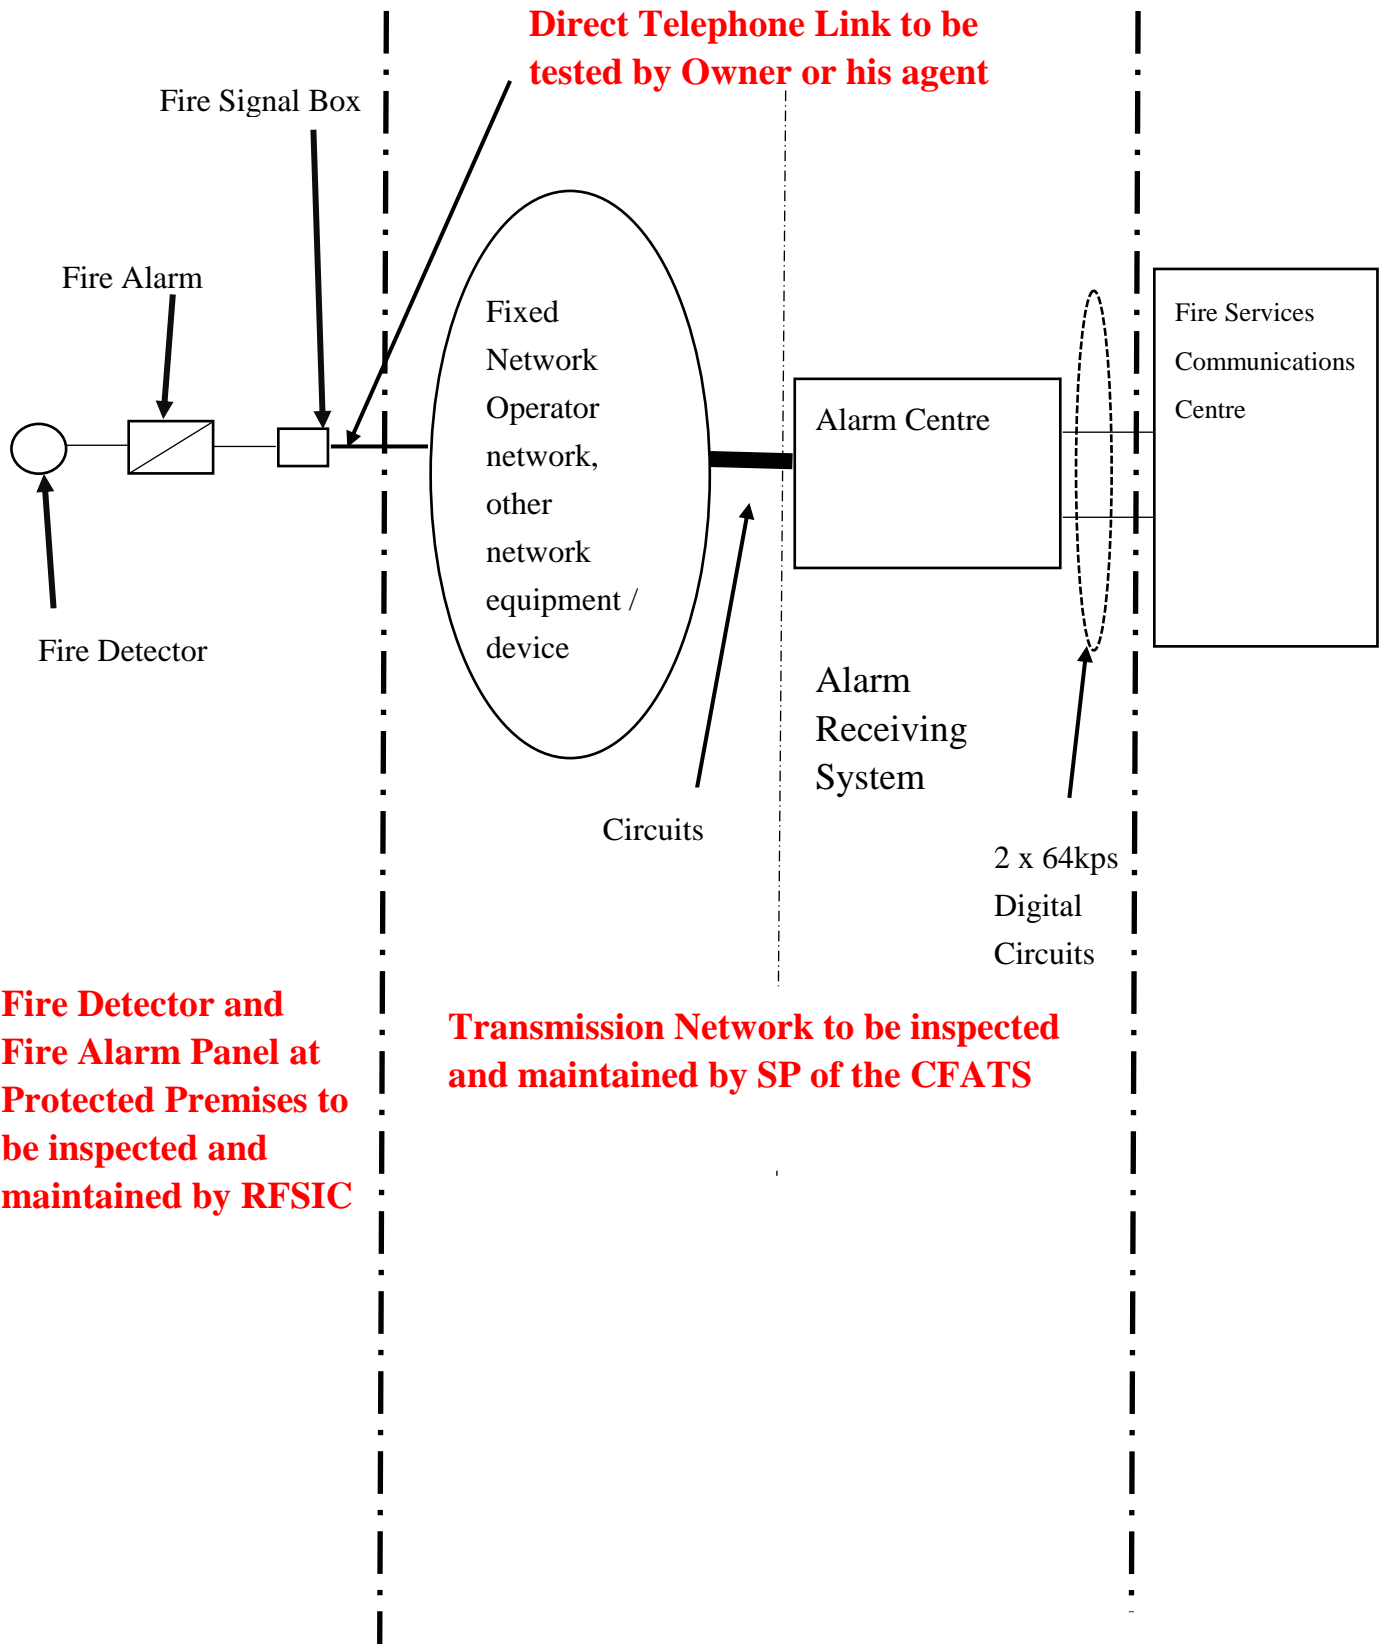 Direct Telephone Link to be
tested by Owner or his agent
Fire Signal Box
Fire Alarm
Fixed
Network
Operator
network,
other
network
equipment /
device
Fire Services
Communications
Centre
Alarm Centre
Fire Detector
Alarm
Receiving
System
Circuits
2 x 64kps
Digital
Circuits
Fire Detector and
Fire Alarm Panel at
Protected Premises to
be inspected and
maintained by RFSIC
Transmission Network to be inspected
and maintained by SP of the CFATS